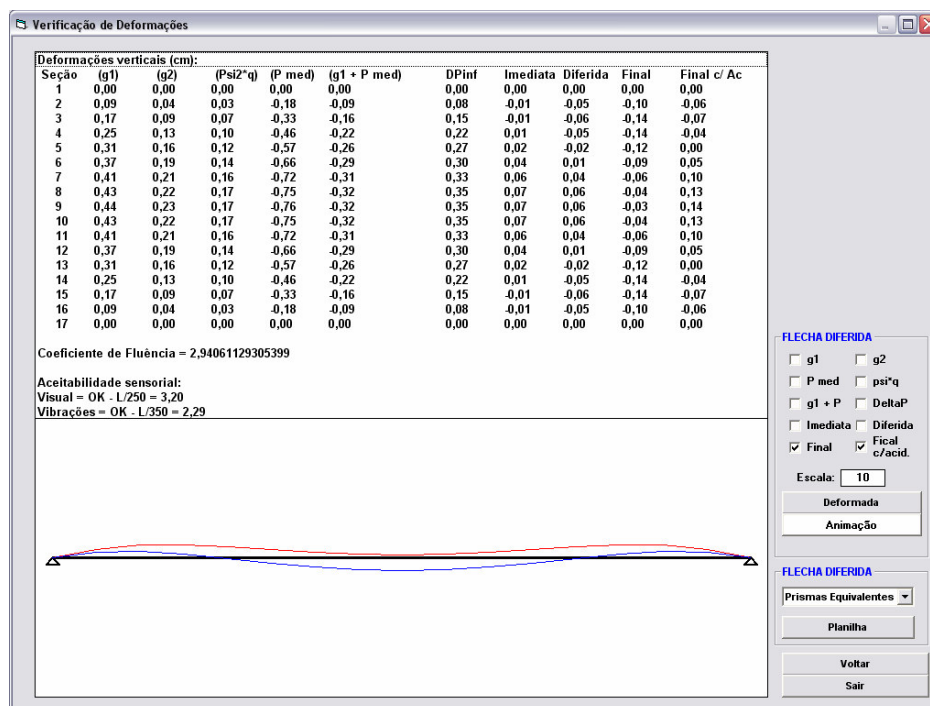 Verificação de Deformações
Deformações verticais (cm):
Seção (g1) (g2) (Psi2*q) (P med) (g1 + P med) DPinf Imediata Diferida Final Final c/ Ac
1 0,00 0,00 0,00 0,00 0,00 0,00 0,00 0,00 0,00 0,00
2 0,09 0,04 0,03 -0,18 -0,09 0,08 -0,01 -0,05 -0,10 -0,06
3 0,17 0,09 0,07 -0,33 -0,16 0,15 -0,01 -0,06 -0,14 -0,07
4 0,25 0,13 0,10 -0,46 -0,22 0,22 0,01 -0,05 -0,14 -0,04
5 0,31 0,16 0,12 -0,57 -0,26 0,27 0,02 -0,02 -0,12 0,00
6 0,37 0,19 0,14 -0,66 -0,29 0,30 0,04 0,01 -0,09 0,05
7 0,41 0,21 0,16 -0,72 -0,31 0,33 0,06 0,04 -0,06 0,10
8 0,43 0,22 0,17 -0,75 -0,32 0,35 0,07 0,06 -0,04 0,13
9 0,44 0,23 0,17 -0,76 -0,32 0,35 0,07 0,06 -0,03 0,14
10 0,43 0,22 0,17 -0,75 -0,32 0,35 0,07 0,06 -0,04 0,13
11 0,41 0,21 0,16 -0,72 -0,31 0,33 0,06 0,04 -0,06 0,10
12 0,37 0,19 0,14 -0,66 -0,29 0,30 0,04 0,01 -0,09 0,05
13 0,31 0,16 0,12 -0,57 -0,26 0,27 0,02 -0,02 -0,12 0,00
14 0,25 0,13 0,10 -0,46 -0,22 0,22 0,01 -0,05 -0,14 -0,04
15 0,17 0,09 0,07 -0,33 -0,16 0,15 -0,01 -0,06 -0,14 -0,07
16 0,09 0,04 0,03 -0,18 -0,09 0,08 -0,01 -0,05 -0,10 -0,06
17 0,00 0,00 0,00 0,00 0,00 0,00 0,00 0,00 0,00 0,00
Coeficiente de Fluência = 2,94061129305399
Aceitabilidade sensorial:
Visual = OK - L/250 = 3,20
Vibrações = OK - L/350 = 2,29
FLECHA DIFERIDA
g1 g2
P med psi*q
g1 + P DeltaP
Imediata Diferida
Final Fical c/acid.
Escala: 10
Deformada
Animação
FLECHA DIFERIDA
Prismas Equivalentes
Planilha
Voltar
Sair